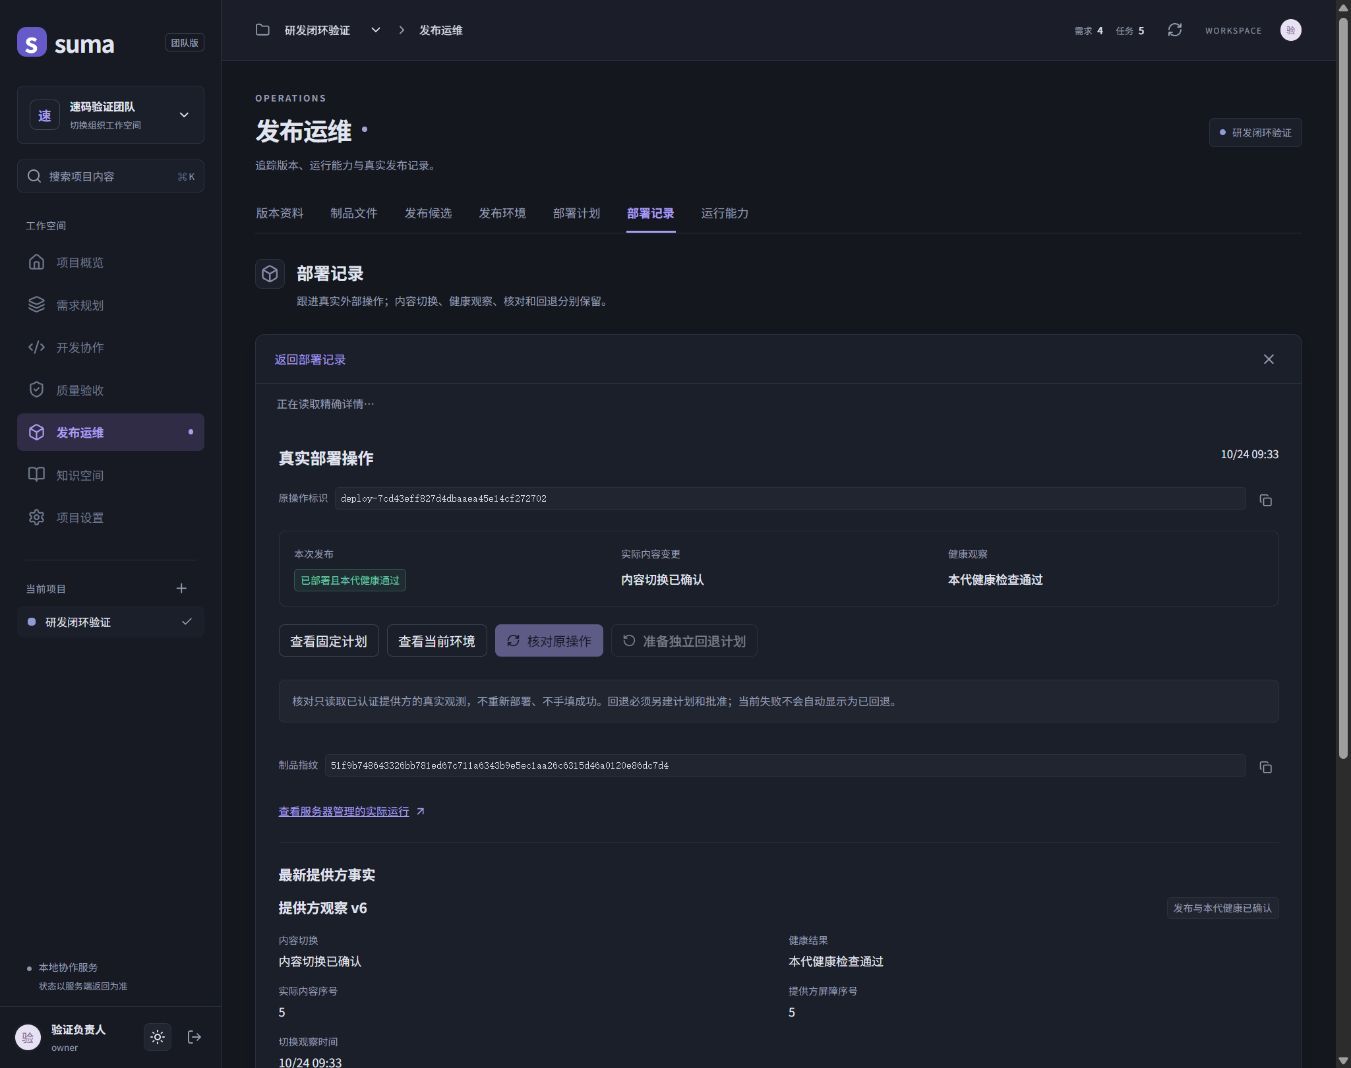 S suma
团队版
速
速码验证团队
切换组织工作空间
搜索项目内容
⌘K
工作空间
项目概览
需求规划
开发协作
质量验收
发布运维
知识空间
项目设置
当前项目
研发闭环验证
本地协作服务
状态以服务端返回为准
验
验证负责人
owner
研发闭环验证
发布运维
需求 4 任务 5
WORKSPACE
验
OPERATIONS
发布运维
追踪版本、运行能力与真实发布记录。
研发闭环验证
版本资料 制品文件 发布候选 发布环境 部署计划 部署记录 运行能力
部署记录
跟进真实外部操作；内容切换、健康观察、核对和回退分别保留。
返回部署记录
正在读取精确详情…
真实部署操作
10/24 09:33
原操作标识 deploy-7cd43eff827d4dbaaea45e14cf272702
本次发布 实际内容变更 健康观察
已部署且本代健康通过 内容切换已确认 本代健康检查通过
查看固定计划 查看当前环境 核对原操作 准备独立回退计划
核对只读取已认证提供方的真实观测，不重新部署、不手填成功。回退必须另建计划和批准；当前失败不会自动显示为已回退。
制品指纹 51f9b748643326bb781ed67c711a6343b9e5ec1aa26c6315d46a0120e86dc7d4
查看服务器管理的实际运行
最新提供方事实
提供方观察 v6
发布与本代健康已确认
内容切换 健康结果
内容切换已确认 本代健康检查通过
实际内容序号 提供方屏障序号
5 5
切换观察时间
10/24 09:33